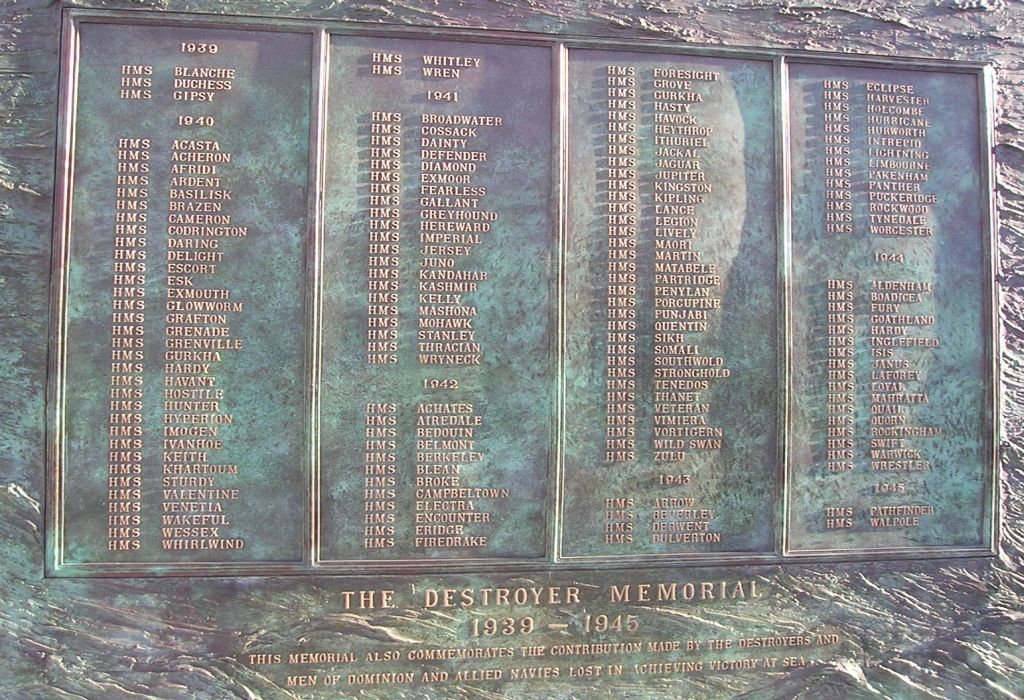 1939
HMS BLANCHE
HMS DUCHESS
HMS GIPSY
1940
HMS ACASTA
HMS ACHERON
HMS AFRIDI
HMS ARDENT
HMS BASILISK
HMS BRAZEN
HMS CAMERON
HMS CODRINGTON
HMS DARING
HMS DELIGHT
HMS ESCORT
HMS ESK
HMS EXMOUTH
HMS GLOWWORM
HMS GRAFTON
HMS GRENADE
HMS GRENVILLE
HMS GURKHA
HMS HARDY
HMS HAVANT
HMS HOSTILE
HMS HUNTER
HMS HYPERION
HMS IMOGEN
HMS IVANHOE
HMS KEITH
HMS KHARTOUM
HMS STURDY
HMS VALENTINE
HMS VENETIA
HMS WAKEFUL
HMS WESSEX
HMS WHIRLWIND
HMS WHITLEY
HMS WREN
1941
HMS BROADWATER
HMS COSSACK
HMS DAINTY
HMS DEFENDER
HMS DIAMOND
HMS EXMOOR
HMS FEARLESS
HMS GALLANT
HMS GREYHOUND
HMS HEREWARD
HMS IMPERIAL
HMS JERSEY
HMS JUNO
HMS KANDAHAR
HMS KASHMIR
HMS KELLY
HMS MASHONA
HMS MOHAWK
HMS STANLEY
HMS THRACIAN
HMS WRYNECK
1942
HMS ACHATES
HMS AIREDALE
HMS BEDOUIN
HMS BELMONT
HMS BERKELEY
HMS BLEAN
HMS BROKE
HMS CAMPBELTOWN
HMS ELECTRA
HMS ENCOUNTER
HMS ERIDGE
HMS FIREDRAKE
HMS FORESIGHT
HMS GROVE
HMS GURKHA
HMS HASTY
HMS HAVOCK
HMS HEYTHROP
HMS ITHURIEL
HMS JACKAL
HMS JAGUAR
HMS JUPITER
HMS KINGSTON
HMS KIPLING
HMS LANCE
HMS LEGION
HMS LIVELY
HMS MAORI
HMS MARTIN
HMS MATABELE
HMS PARTRIDGE
HMS PENYLAN
HMS PORCUPINE
HMS PUNJABI
HMS QUENTIN
HMS SIKH
HMS SOMALI
HMS SOUTHWOLD
HMS STRONGHOLD
HMS TENEDOS
HMS THANET
HMS VETERAN
HMS VIMIERA
HMS VORTIGERN
HMS WILD SWAN
HMS ZULU
1943
HMS ARROW
HMS BEVERLEY
HMS DERWENT
HMS DULVERTON
HMS ECLIPSE
HMS HARVESTER
HMS HOLCOMBE
HMS HURRICANE
HMS HURWORTH
HMS INTREPID
HMS LIGHTNING
HMS LIMBOURNE
HMS PAKENHAM
HMS PANTHER
HMS PUCKERIDGE
HMS ROCKWOOD
HMS TYNEDALE
HMS WORCESTER
1944
HMS ALDENHAM
HMS BOADICEA
HMS FURY
HMS GOATHLAND
HMS HARDY
HMS INGLEFIELD
HMS ISIS
HMS JANUS
HMS LAFOREY
HMS LOYAL
HMS MAHRATTA
HMS QUAIL
HMS QUORN
HMS ROCKINGHAM
HMS SWIFT
HMS WARWICK
HMS WRESTLER
1945
HMS PATHFINDER
HMS WALPOLE
THE DESTROYER MEMORIAL
1939 – 1945
THIS MEMORIAL ALSO COMMEMORATES THE CONTRIBUTION MADE BY THE DESTROYERS AND
MEN OF DOMINION AND ALLIED NAVIES LOST IN ACHIEVING VICTORY AT SEA.